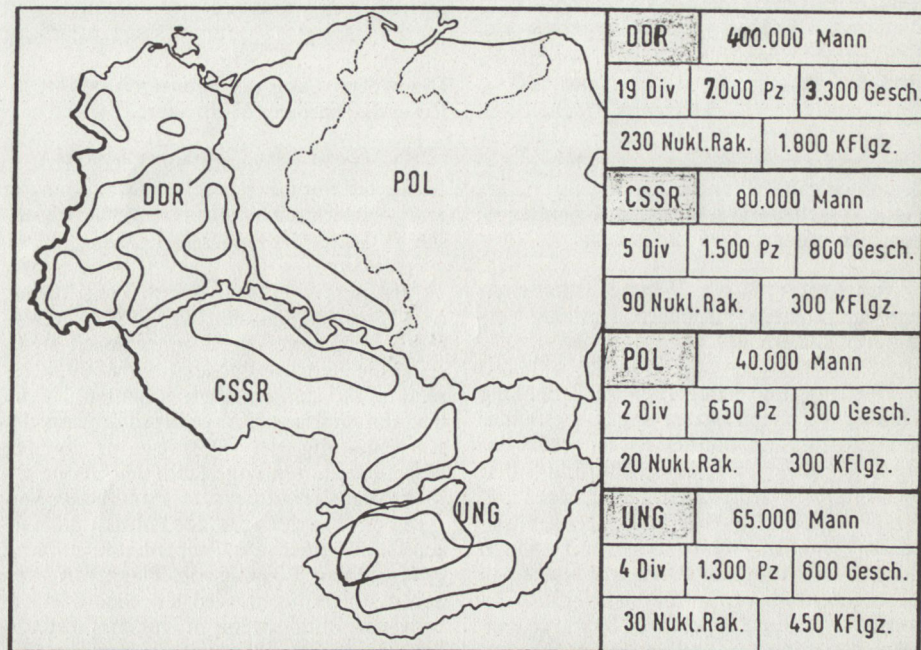 DDR
POL
CSSR
UNG
DDR 400.000 Mann
19 Div 7.000 Pz 3.300 Gesch.
230 Nukl.Rak. 1.800 KFlgz.
CSSR 80.000 Mann
5 Div 1.500 Pz 800 Gesch.
90 Nukl.Rak. 300 KFlgz.
POL 40.000 Mann
2 Div 650 Pz 300 Gesch.
20 Nukl.Rak. 300 KFlgz.
UNG 65.000 Mann
4 Div 1.300 Pz 600 Gesch.
30 Nukl.Rak. 450 KFlgz.